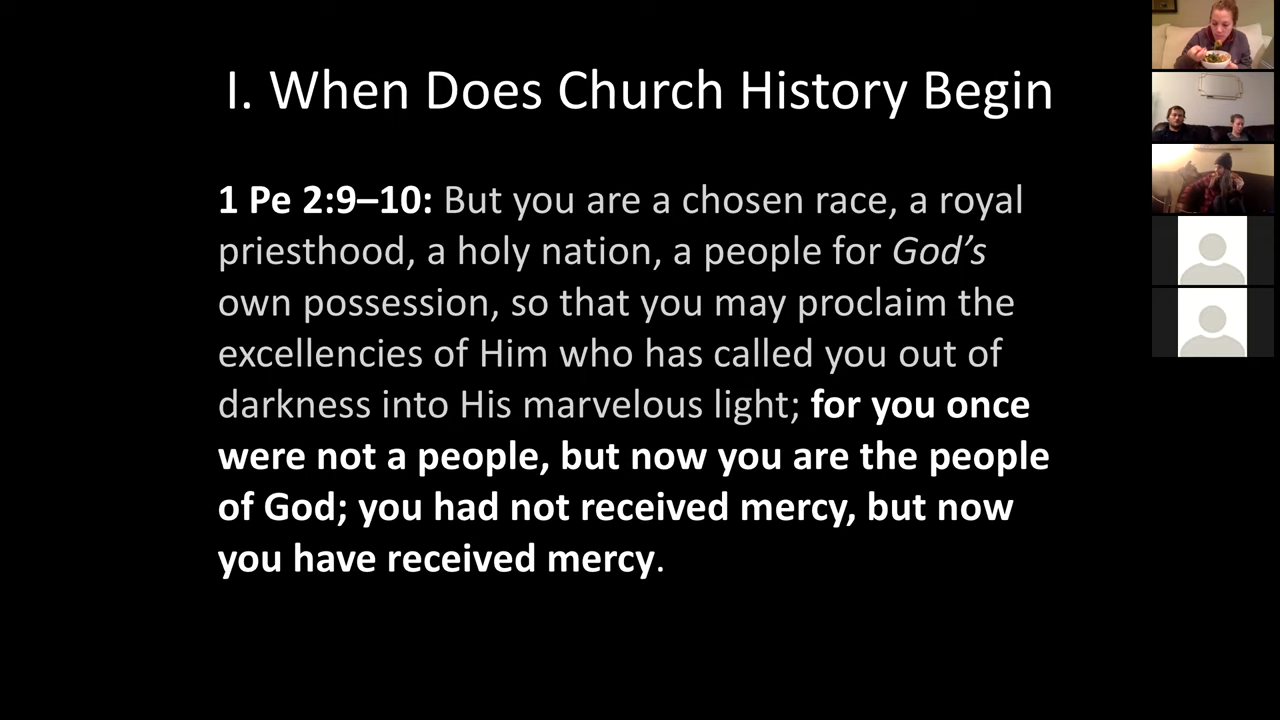 I. When Does Church History Begin
1 Pe 2:9–10: But you are a chosen race, a royal
priesthood, a holy nation, a people for God’s
own possession, so that you may proclaim the
excellencies of Him who has called you out of
darkness into His marvelous light; for you once
were not a people, but now you are the people
of God; you had not received mercy, but now
you have received mercy.